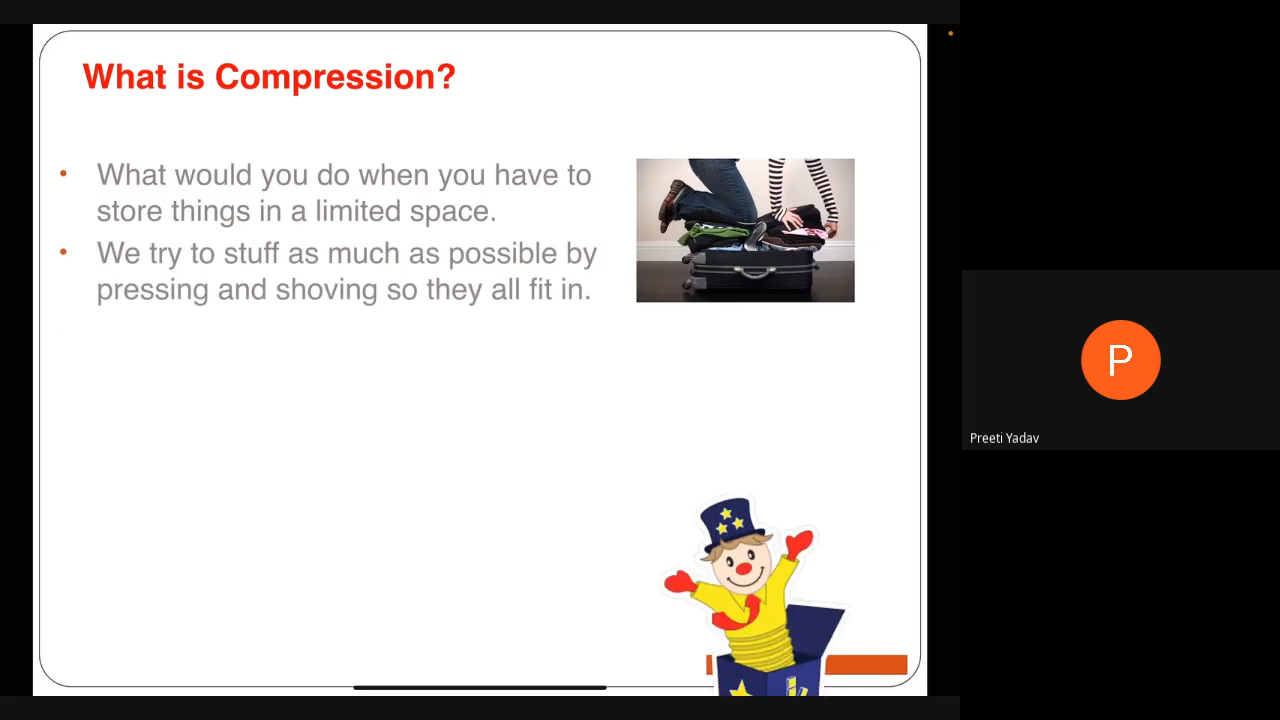 What is Compression?
• What would you do when you have to
store things in a limited space.
• We try to stuff as much as possible by
pressing and shoving so they all fit in.
P
Preeti Yadav